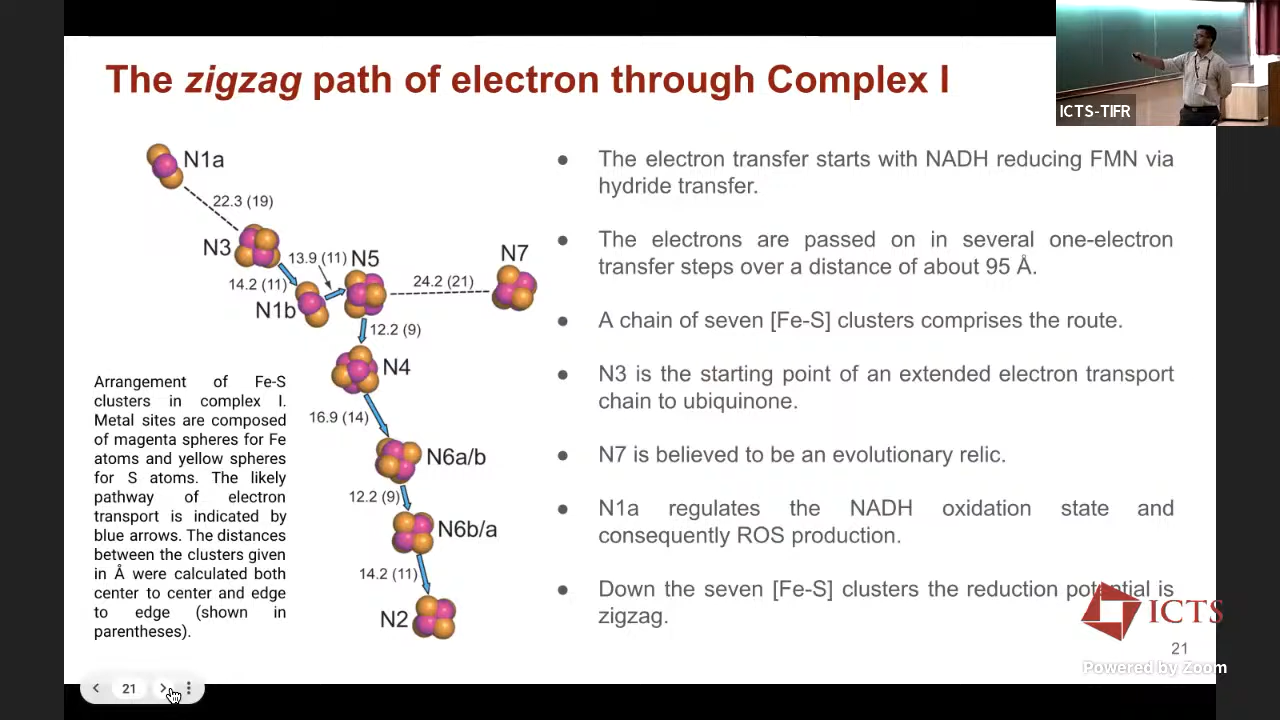 The zigzag path of electron through Complex I
ICTS-TIFR
N1a
22.3 (19)
N3
13.9 (11)
N5
N7
14.2 (11)
24.2 (21)
N1b
12.2 (9)
N4
16.9 (14)
N6a/b
12.2 (9)
N6b/a
14.2 (11)
N2
Arrangement of Fe-S
clusters in complex I.
Metal sites are composed
of magenta spheres for Fe
atoms and yellow spheres
for S atoms. The likely
pathway of electron
transport is indicated by
blue arrows. The distances
between the clusters given
in Å were calculated both
center to center and edge
to edge (shown in
parentheses).
● The electron transfer starts with NADH reducing FMN via
hydride transfer.
● The electrons are passed on in several one-electron
transfer steps over a distance of about 95 Å.
● A chain of seven [Fe-S] clusters comprises the route.
● N3 is the starting point of an extended electron transport
chain to ubiquinone.
● N7 is believed to be an evolutionary relic.
● N1a regulates the NADH oxidation state and
consequently ROS production.
● Down the seven [Fe-S] clusters the reduction potential is
zigzag.
ICTS
21
Powered by Zoom
21